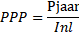 PPP = Pjaar / Inl